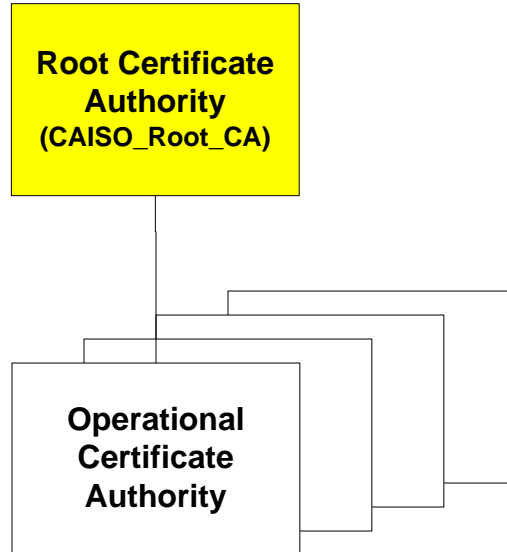 Root Certificate
Authority
(CAISO_Root_CA)
Operational
Certificate
Authority